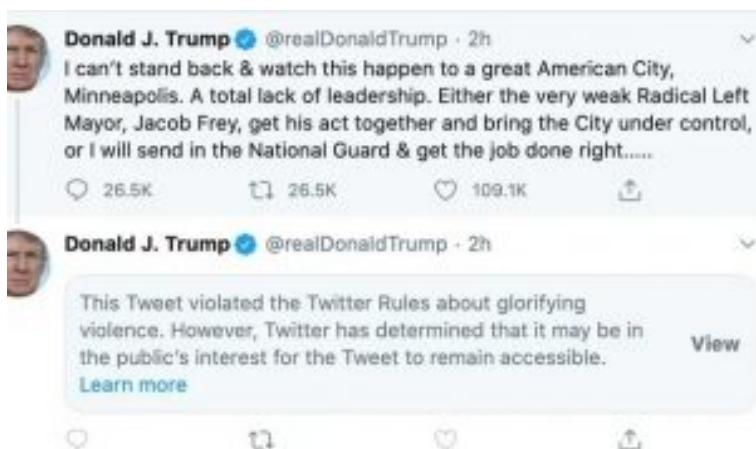 Donald J. Trump @realDonaldTrump · 2h
I can't stand back & watch this happen to a great American City,
Minneapolis. A total lack of leadership. Either the very weak Radical Left
Mayor, Jacob Frey, get his act together and bring the City under control,
or I will send in the National Guard & get the job done right.....
26.5K 26.5K 109.1K
Donald J. Trump @realDonaldTrump · 2h
This Tweet violated the Twitter Rules about glorifying
violence. However, Twitter has determined that it may be in
the public's interest for the Tweet to remain accessible.
View
Learn more